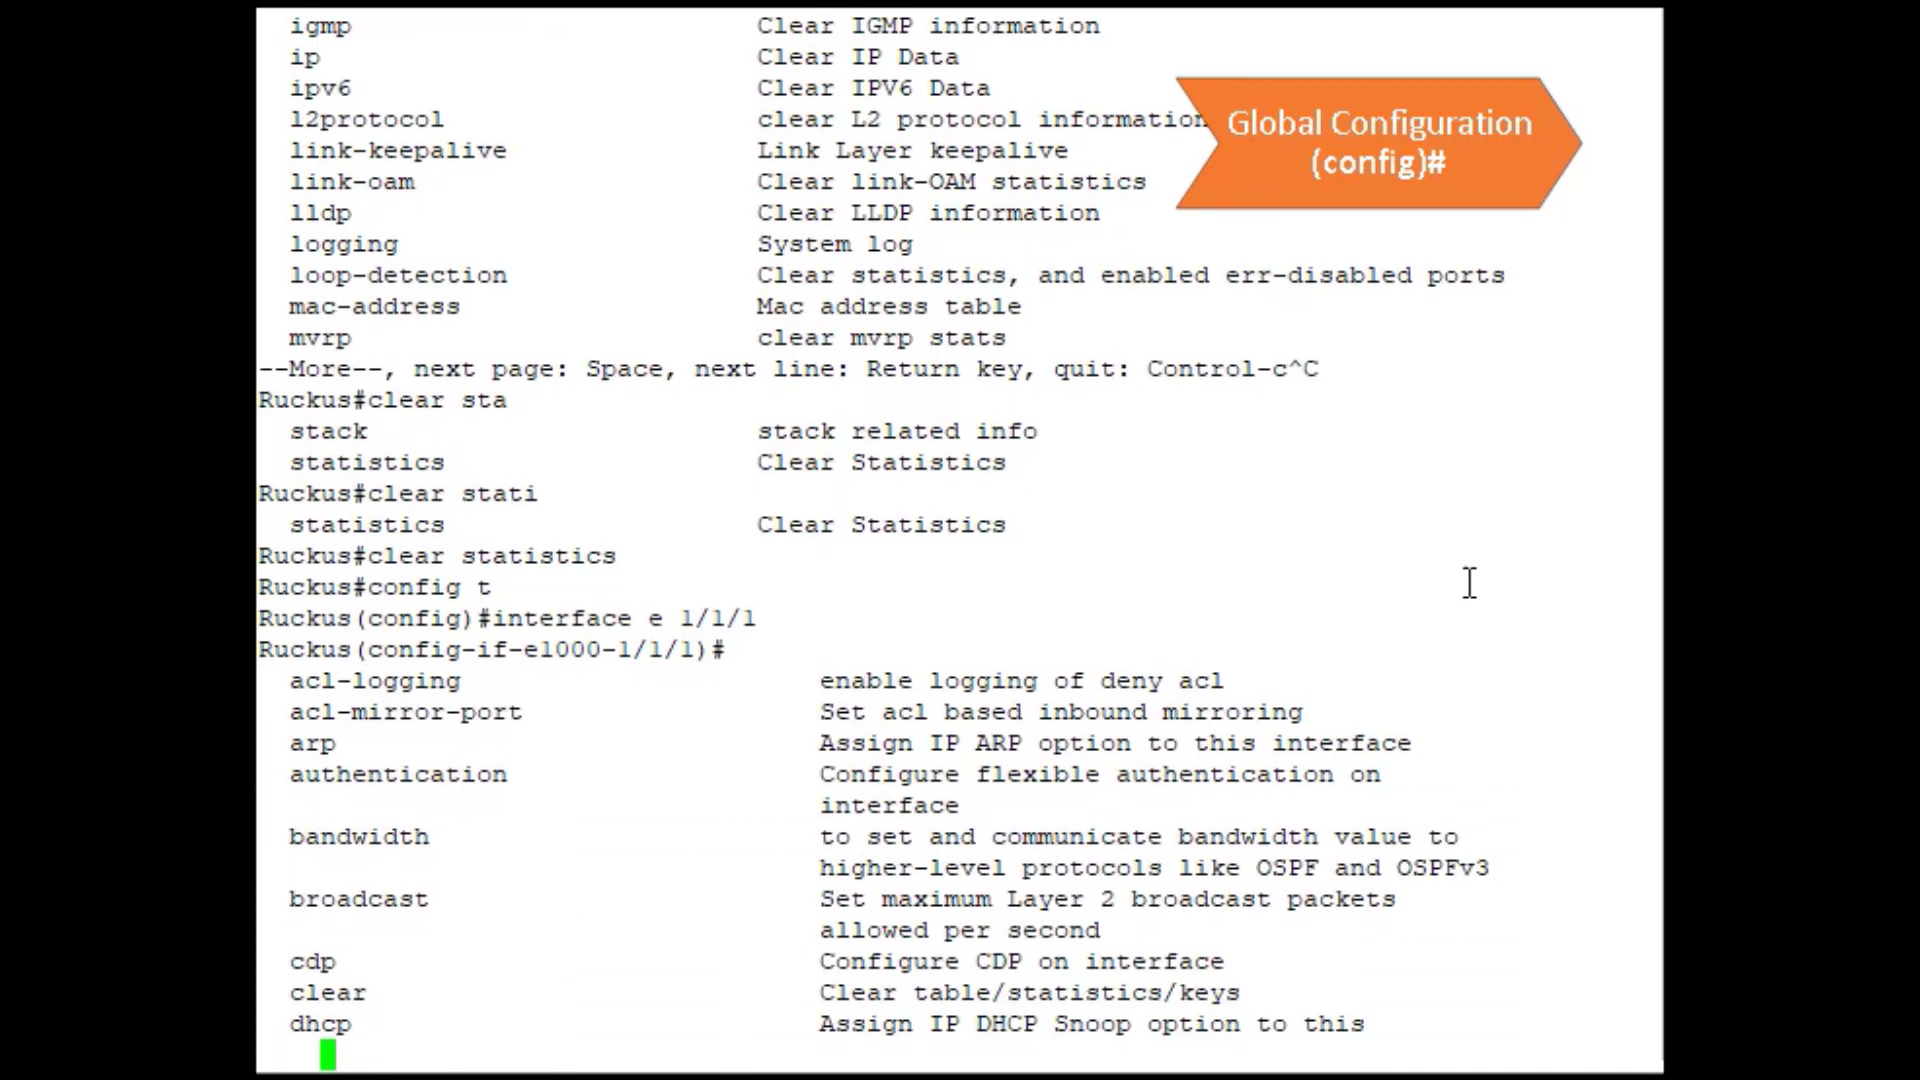 igmp Clear IGMP information
ip Clear IP Data
ipv6 Clear IPV6 Data
l2protocol clear L2 protocol information
link-keepalive Link Layer keepalive
link-oam Clear link-OAM statistics
lldp Clear LLDP information
logging System log
loop-detection Clear statistics, and enabled err-disabled ports
mac-address Mac address table
mvrp clear mvrp stats
--More--, next page: Space, next line: Return key, quit: Control-c^C
Ruckus#clear sta
stack stack related info
statistics Clear Statistics
Ruckus#clear stati
statistics Clear Statistics
Ruckus#clear statistics
Ruckus#config t
Ruckus(config)#interface e 1/1/1
Ruckus(config-if-e1000-1/1/1)#
acl-logging enable logging of deny acl
acl-mirror-port Set acl based inbound mirroring
arp Assign IP ARP option to this interface
authentication Configure flexible authentication on
interface
bandwidth to set and communicate bandwidth value to
higher-level protocols like OSPF and OSPFv3
broadcast Set maximum Layer 2 broadcast packets
allowed per second
cdp Configure CDP on interface
clear Clear table/statistics/keys
dhcp Assign IP DHCP Snoop option to this
Global Configuration
(config)#